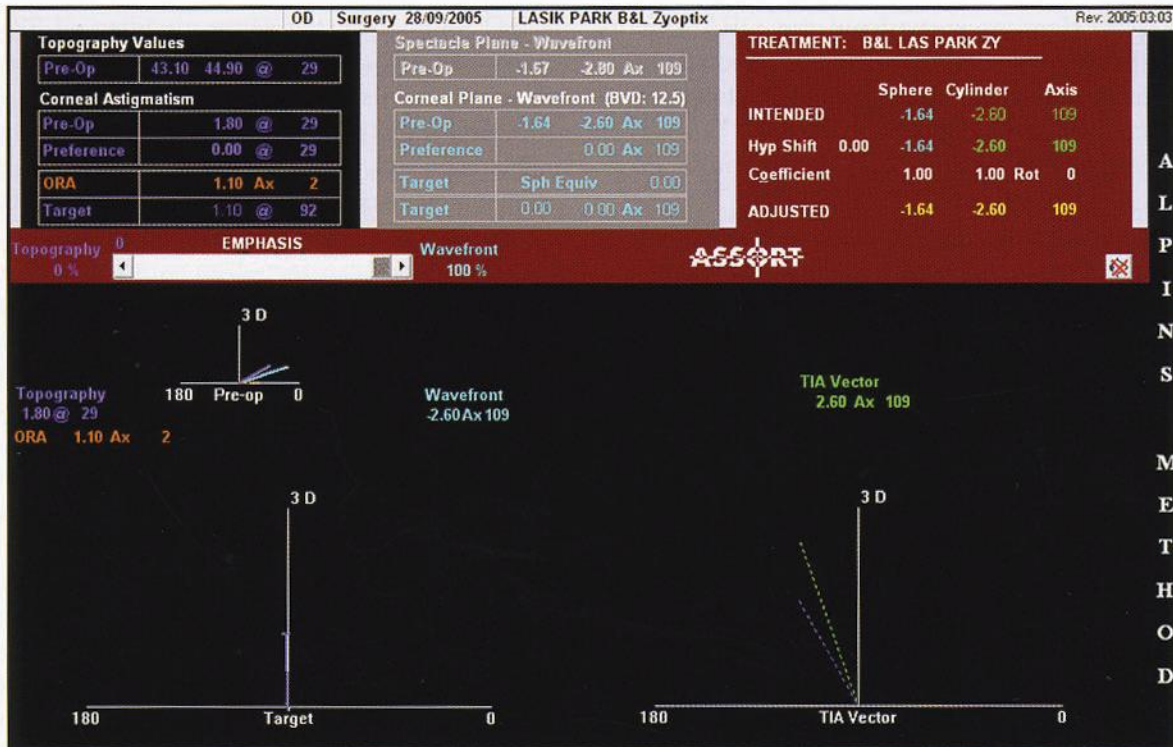 OD Surgery 28/09/2005 LASIK PARK B&L Zyoptix Rev: 2005:03:03
Topography Values
Pre-Op 43.10 44.90 @ 29
Corneal Astigmatism
Pre-Op 1.80 @ 29
Preference 0.00 @ 29
ORA 1.10 Ax 2
Target 1.10 @ 92
Spectacle Plane - Wavefront
Pre-Op -1.67 -2.80 Ax 109
Corneal Plane - Wavefront (BVD: 12.5)
Pre-Op -1.64 -2.60 Ax 109
Preference 0.00 Ax 109
Target Sph Equiv 0.00
Target 0.00 0.00 Ax 109
TREATMENT: B&L LAS PARK ZY
Sphere Cylinder Axis
INTENDED -1.64 -2.60 109
Hyp Shift 0.00 -1.64 -2.60 109
Coefficient 1.00 1.00 Rot 0
ADJUSTED -1.64 -2.60 109
Topography 0 EMPHASIS Wavefront
0 % 100 %
ASSORT
ALPINS METHOD
3 D
180 Pre-op 0
Topography
1.80 @ 29
ORA 1.10 Ax 2
Wavefront
-2.60 Ax 109
TIA Vector
2.60 Ax 109
3 D
180 Target 0
3 D
180 TIA Vector 0